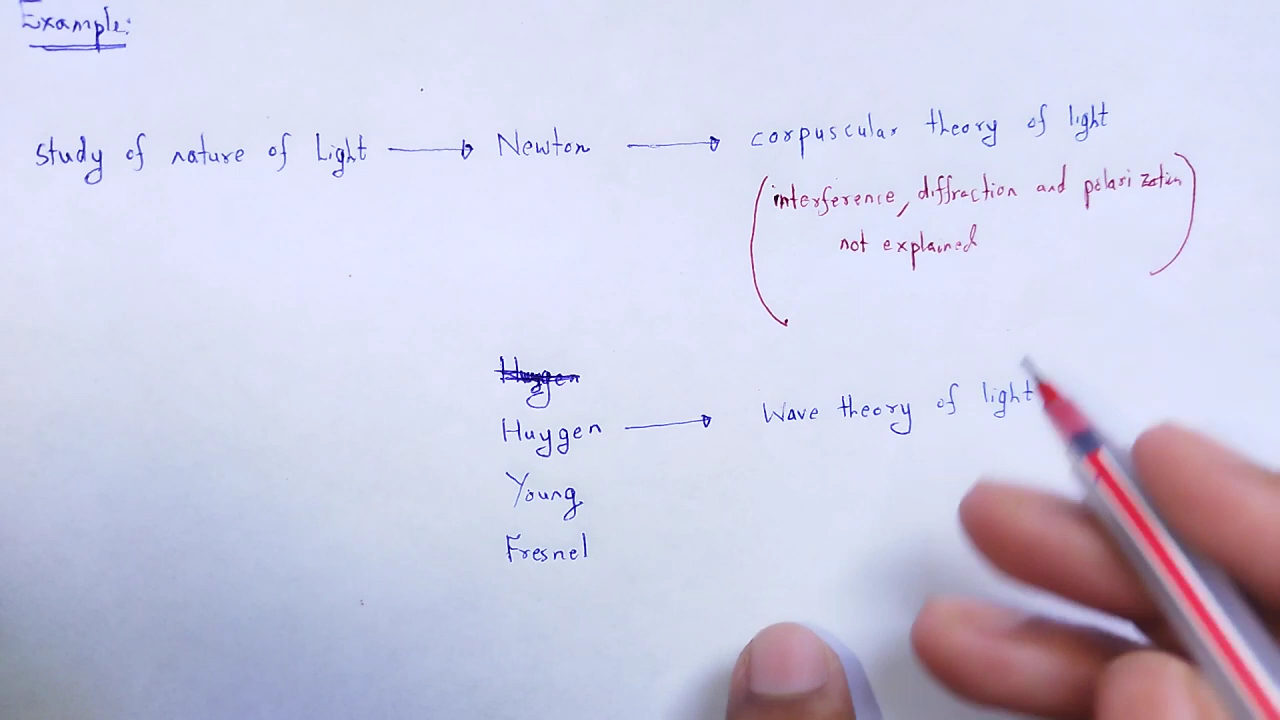 Example:
Study of nature of Light → Newton → corpuscular theory of light
(interference, diffraction and polarization
not explained)
Huygen
Huygen → Wave theory of light
Young
Fresnel